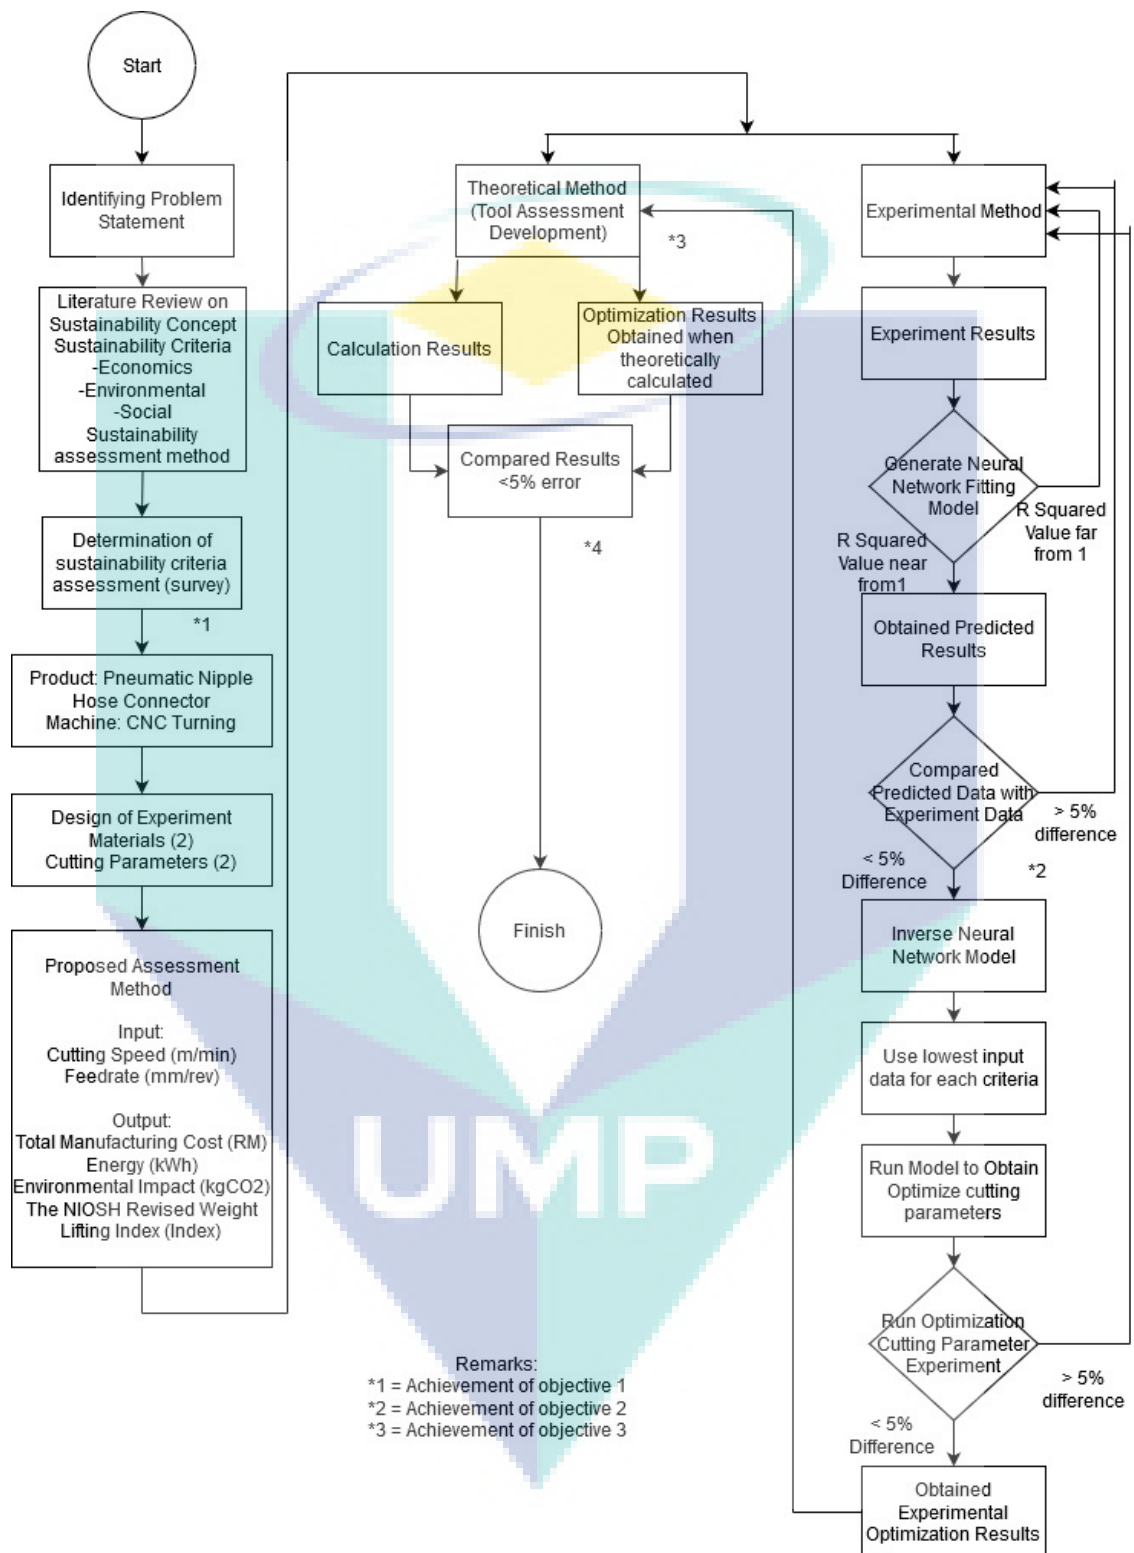 Start
Identifying Problem
Statement
Literature Review on
Sustainability Concept
Sustainability Criteria
-Economics
-Environmental
-Social
Sustainability
assessment method
Determination of
sustainability criteria
assessment (survey)
*1
Product: Pneumatic Nipple
Hose Connector
Machine: CNC Turning
Design of Experiment
Materials (2)
Cutting Parameters (2)
Proposed Assessment
Method
Input:
Cutting Speed (m/min)
Feedrate (mm/rev)
Output:
Total Manufacturing Cost (RM)
Energy (kWh)
Environmental Impact (kgCO2)
The NIOSH Revised Weight
Lifting Index (Index)
Theoretical Method
(Tool Assessment
Development)
*3
Calculation Results
Optimization Results
Obtained when
theoretically
calculated
Compared Results
<5% error
*4
Finish
Experimental Method
Experiment Results
Generate Neural
Network Fitting
Model
R Squared
Value far
from 1
R Squared
Value near
from1
Obtained Predicted
Results
Compared
Predicted Data with
Experiment Data
> 5%
difference
< 5%
Difference
*2
Inverse Neural
Network Model
Use lowest input
data for each criteria
Run Model to Obtain
Optimize cutting
parameters
Run Optimization
Cutting Parameter
Experiment
> 5%
difference
< 5%
Difference
Obtained
Experimental
Optimization Results
UMP
Remarks:
*1 = Achievement of objective 1
*2 = Achievement of objective 2
*3 = Achievement of objective 3